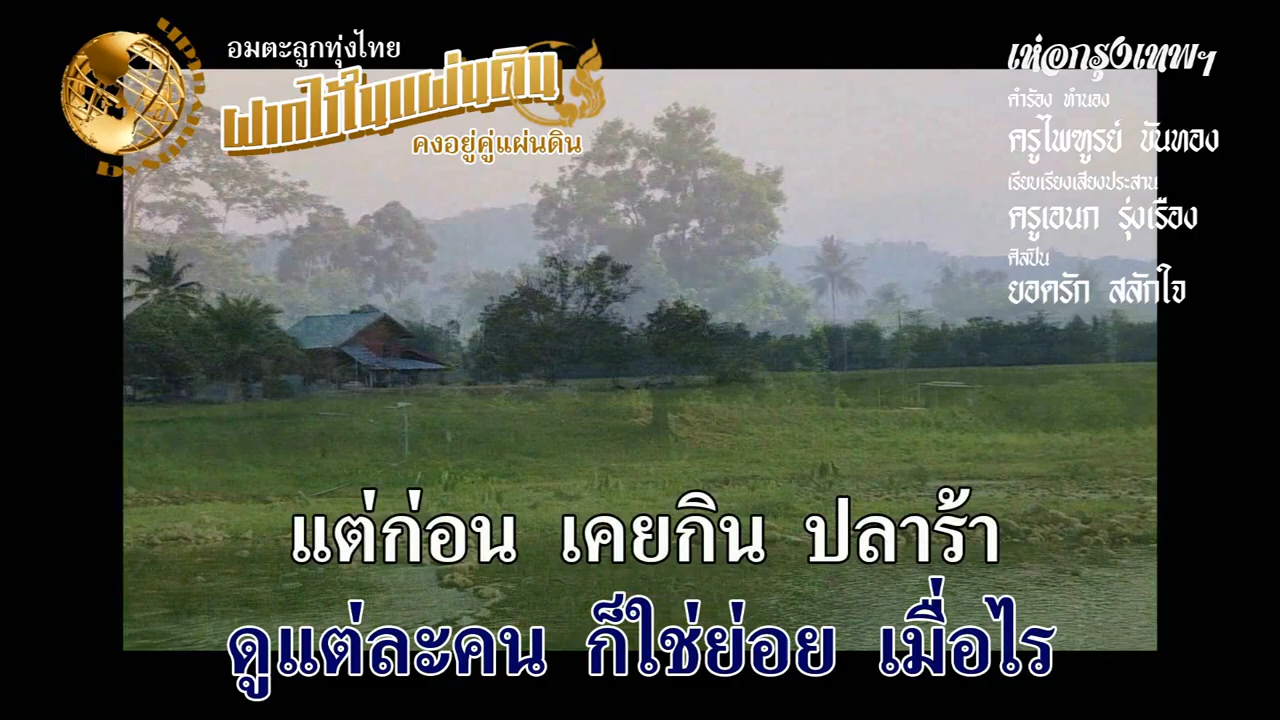 อมตะลูกทุ่งไทย
ฝากไว้ในแผ่นดิน
คงอยู่คู่แผ่นดิน
เห่อกรุงเทพฯ
คำร้อง ทำนอง
ครูไพฑูรย์ ขันทอง
เรียบเรียงเสียงประสาน
ครูเอนก รุ่งเรือง
ศิลปิน
ยอดรัก สลักใจ
แต่ก่อน เคยกิน ปลาร้า
ดูแต่ละคน ก็ใช่ย่อย เมื่อไร